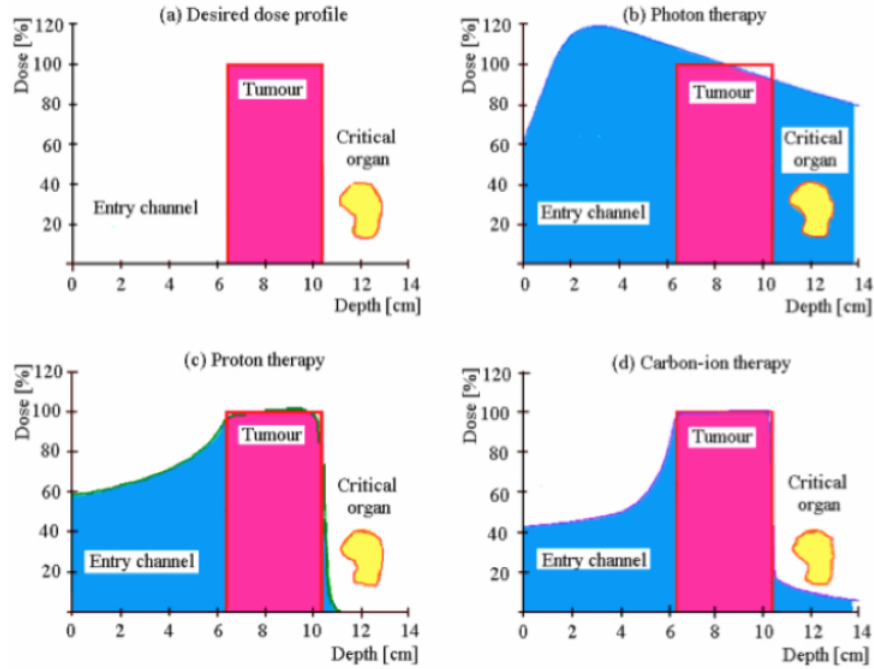 (a) Desired dose profile
Dose [%]
120
100
80
60
40
20
Tumour
Critical
organ
Entry channel
0 2 4 6 8 10 12 14
Depth [cm]
(b) Photon therapy
Dose [%]
120
100
80
60
40
20
Tumour
Critical
organ
Entry channel
0 2 4 6 8 10 12 14
Depth [cm]
(c) Proton therapy
Dose [%]
120
100
80
60
40
20
Tumour
Critical
organ
Entry channel
0 2 4 6 8 10 12 14
Depth [cm]
(d) Carbon-ion therapy
Dose [%]
120
100
80
60
40
20
Tumour
Critical
organ
Entry channel
0 2 4 6 8 10 12 14
Depth [cm]